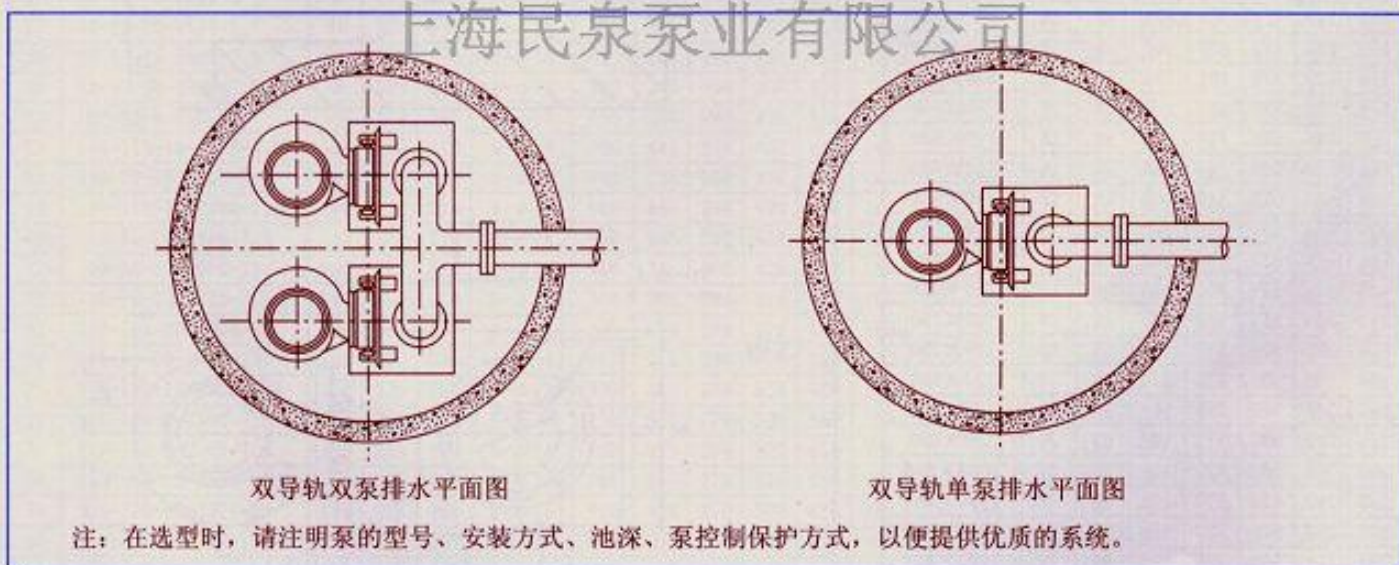 上海民泉泵业有限公司
双导轨双泵排水平面图
双导轨单泵排水平面图
注：在选型时，请注明泵的型号、安装方式、池深、泵控制保护方式，以便提供优质的系统。